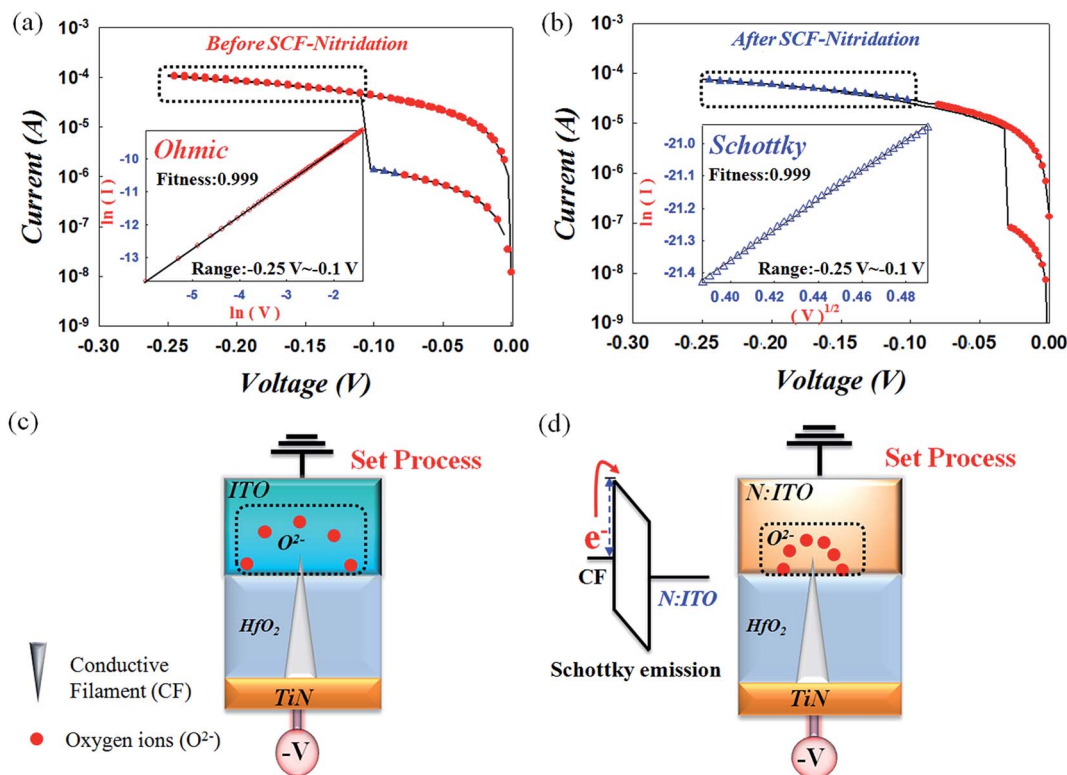 (a)
Before SCF-Nitridation
Current (A)
10⁻³
10⁻⁴
10⁻⁵
10⁻⁶
10⁻⁷
10⁻⁸
10⁻⁹
Ohmic
Fitness:0.999
ln ( I )
-10
-11
-12
-13
Range:-0.25 V~-0.1 V
-5 -4 -3 -2
ln ( V )
-0.30 -0.25 -0.20 -0.15 -0.10 -0.05 0.00
Voltage (V)
(b)
After SCF-Nitridation
Current (A)
10⁻³
10⁻⁴
10⁻⁵
10⁻⁶
10⁻⁷
10⁻⁸
10⁻⁹
Schottky
Fitness:0.999
ln ( I )
-21.0
-21.1
-21.2
-21.3
-21.4
Range:-0.25 V~-0.1 V
0.40 0.42 0.44 0.46 0.48
( V )¹ᐟ²
-0.30 -0.25 -0.20 -0.15 -0.10 -0.05 0.00
Voltage (V)
(c)
Set Process
ITO
O²⁻
HfO₂
TiN
-V
Conductive
Filament (CF)
Oxygen ions (O²⁻)
(d)
Set Process
e⁻
CF
N:ITO
Schottky emission
N:ITO
O²⁻
HfO₂
TiN
-V